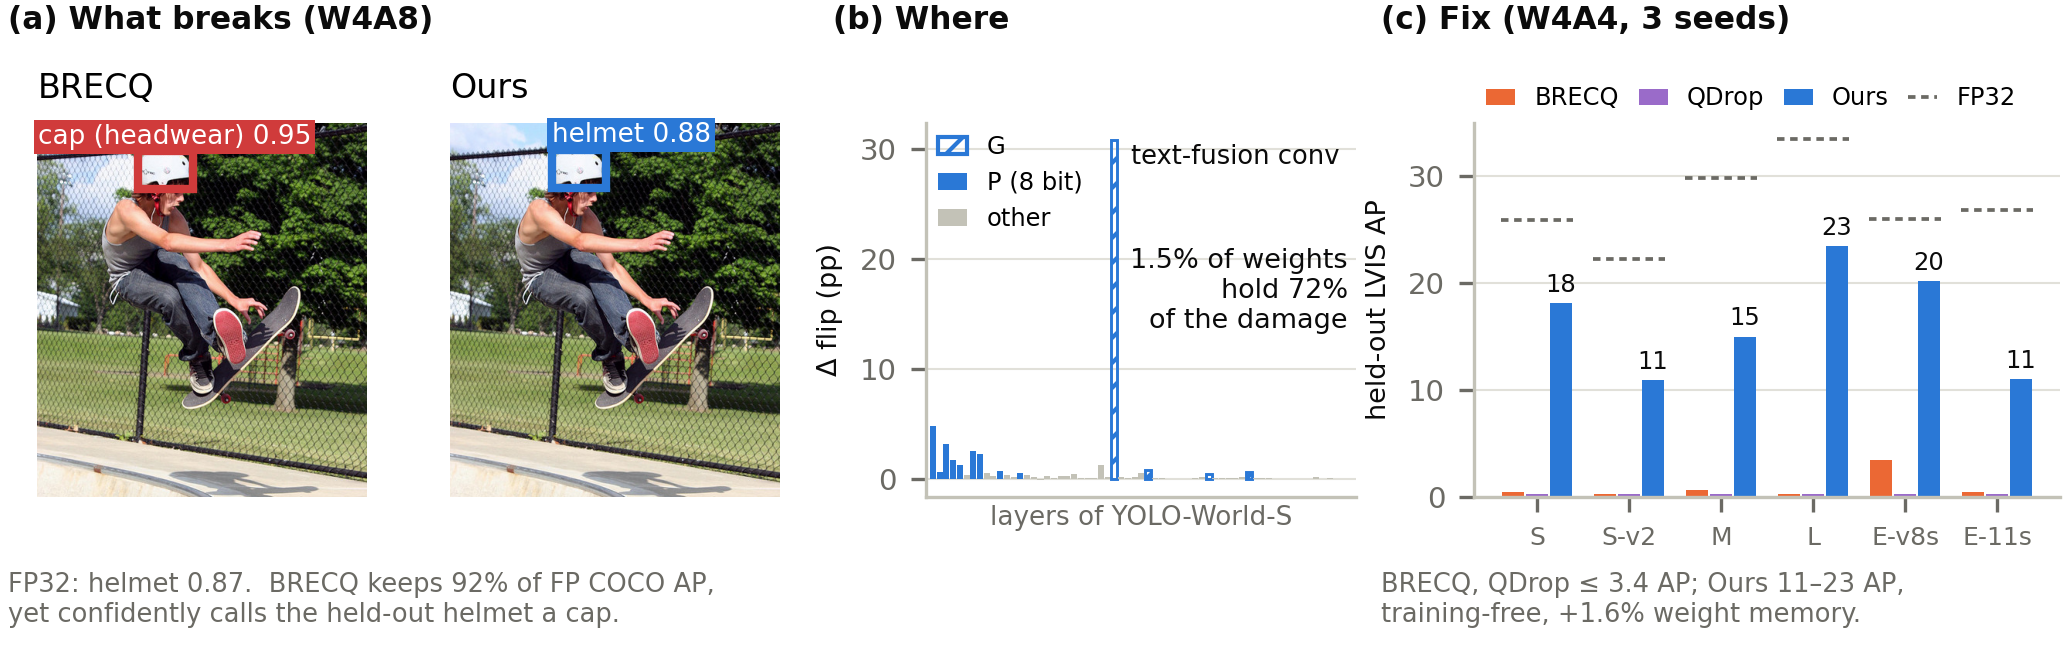 (a) What breaks (W4A8)
BRECQ
Ours
cap (headwear) 0.95
helmet 0.88
FP32: helmet 0.87.  BRECQ keeps 92% of FP COCO AP,
yet confidently calls the held-out helmet a cap.
(b) Where
Δ flip (pp)
30
20
10
0
G
P (8 bit)
other
text-fusion conv
1.5% of weights
hold 72%
of the damage
layers of YOLO-World-S
(c) Fix (W4A4, 3 seeds)
BRECQ
QDrop
Ours
FP32
held-out LVIS AP
30
20
10
0
18
11
15
23
20
11
S
S-v2
M
L
E-v8s
E-11s
BRECQ, QDrop ≤ 3.4 AP; Ours 11–23 AP,
training-free, +1.6% weight memory.